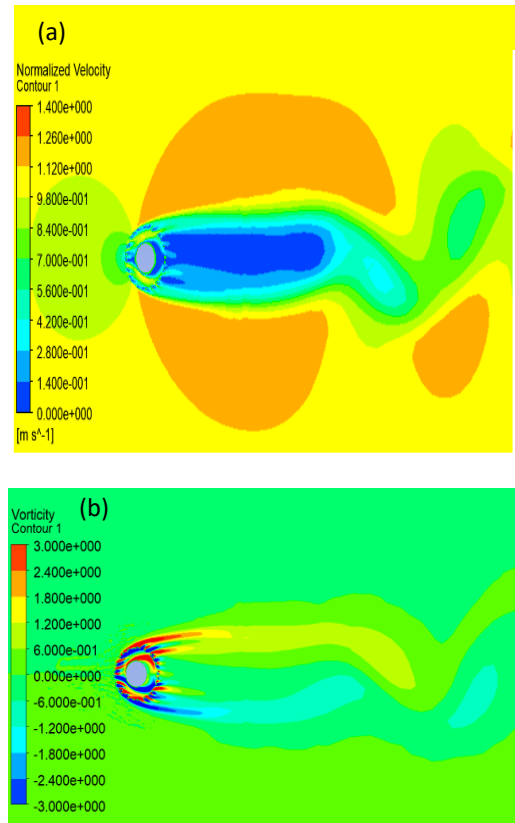 (a)
Normalized Velocity
Contour 1
1.400e+000
1.260e+000
1.120e+000
9.800e-001
8.400e-001
7.000e-001
5.600e-001
4.200e-001
2.800e-001
1.400e-001
0.000e+000
[m s^-1]
(b)
Vorticity
Contour 1
3.000e+000
2.400e+000
1.800e+000
1.200e+000
6.000e-001
0.000e+000
-6.000e-001
-1.200e+000
-1.800e+000
-2.400e+000
-3.000e+000